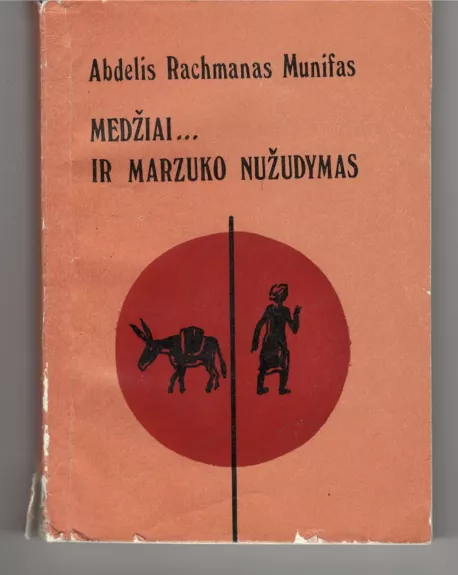 Abdelis Rachmanas Munifas
MEDŽIAI...
IR MARZUKO NUŽUDYMAS